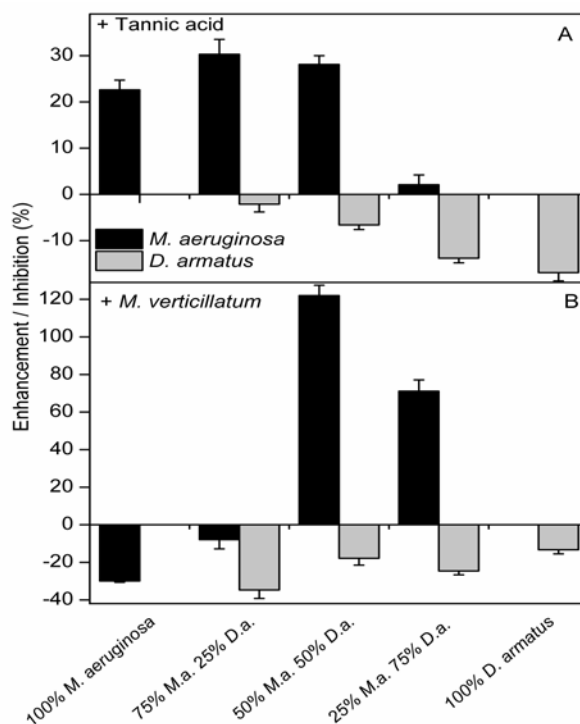 + Tannic acid
A
30
20
10
0
-10
M. aeruginosa
D. armatus
Enhancement / Inhibition (%)
+ M. verticillatum
B
120
100
80
60
40
20
0
-20
-40
100% M. aeruginosa
75% M.a. 25% D.a.
50% M.a. 50% D.a.
25% M.a. 75% D.a.
100% D. armatus